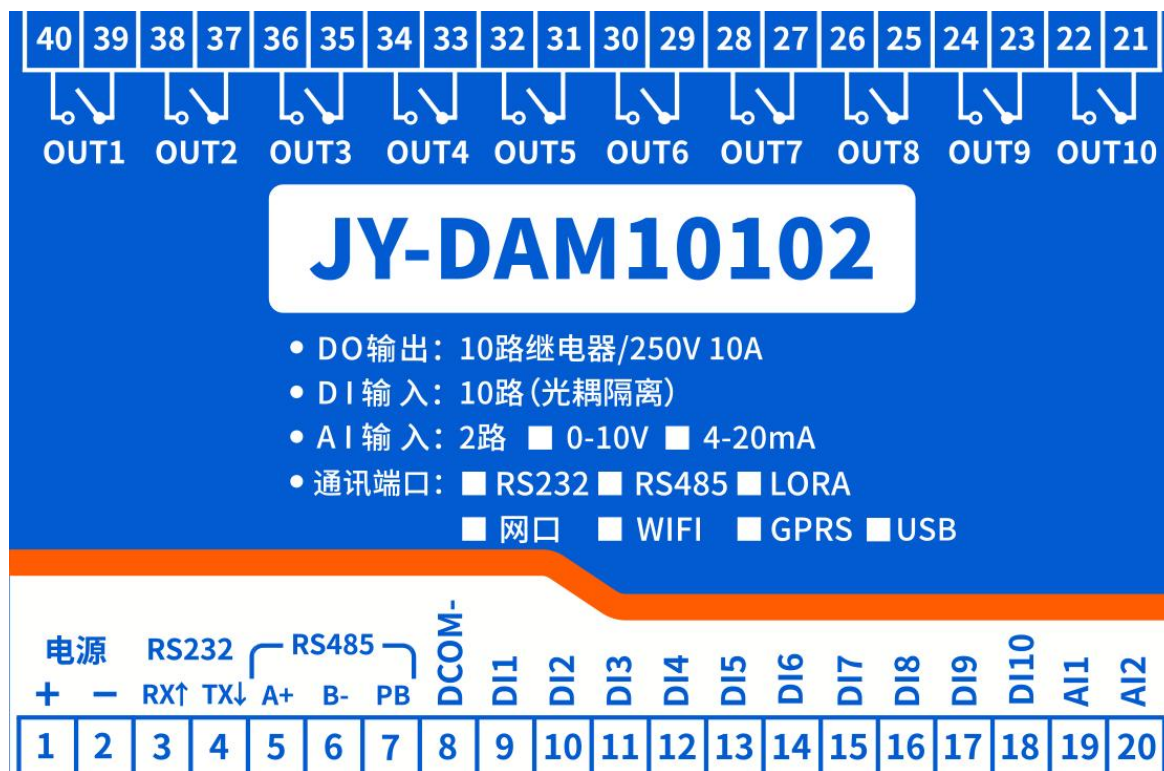 40 39 38 37 36 35 34 33 32 31 30 29 28 27 26 25 24 23 22 21
OUT1 OUT2 OUT3 OUT4 OUT5 OUT6 OUT7 OUT8 OUT9 OUT10
JY-DAM10102
• DO输出：10路继电器/250V 10A
• DI输入：10路（光耦隔离）
• AI输入：2路 ■ 0-10V ■ 4-20mA
• 通讯端口：■ RS232 ■ RS485 ■ LORA
■ 网口 ■ WIFI ■ GPRS ■ USB
电源 RS232 RS485 DCOM- DI1 DI2 DI3 DI4 DI5 DI6 DI7 DI8 DI9 DI10 AI1 AI2
+ − RX↑ TX↓ A+ B- PB
1 2 3 4 5 6 7 8 9 10 11 12 13 14 15 16 17 18 19 20